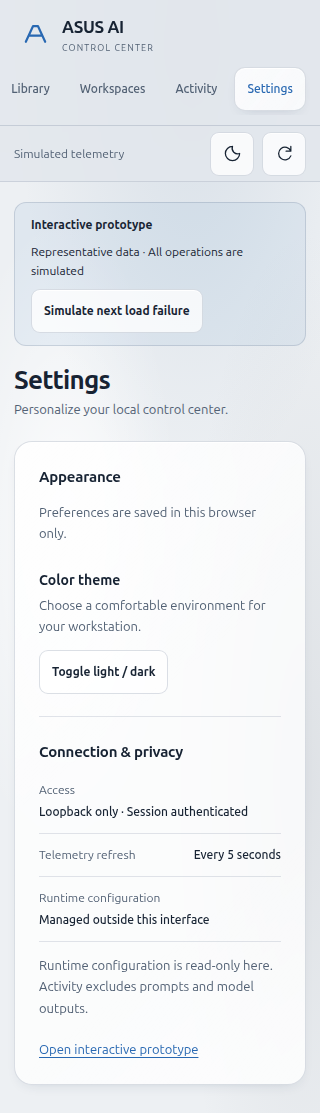 ASUS AI
CONTROL CENTER
Library Workspaces Activity Settings
Simulated telemetry
Interactive prototype
Representative data · All operations are
simulated
Simulate next load failure
Settings
Personalize your local control center.
Appearance
Preferences are saved in this browser
only.
Color theme
Choose a comfortable environment for
your workstation.
Toggle light / dark
Connection & privacy
Access
Loopback only · Session authenticated
Telemetry refresh Every 5 seconds
Runtime configuration
Managed outside this interface
Runtime configuration is read-only here.
Activity excludes prompts and model
outputs.
Open interactive prototype